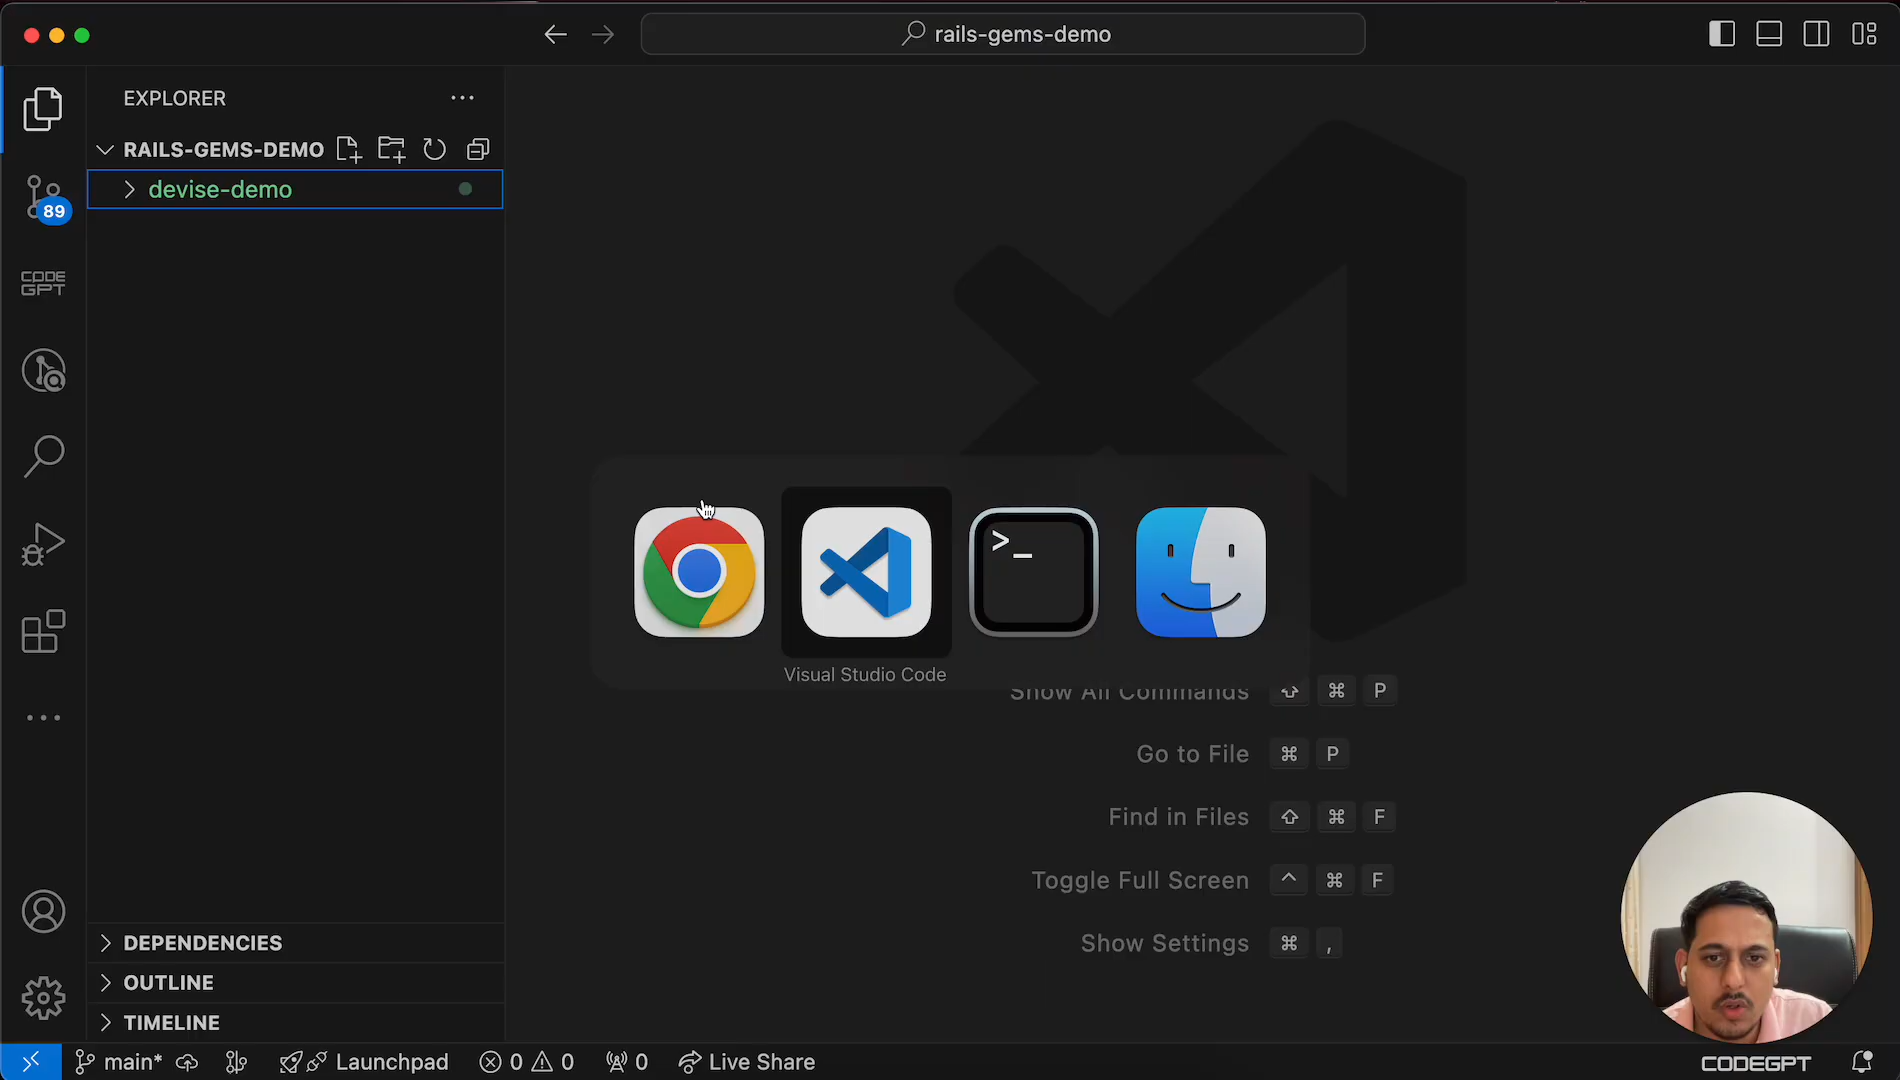 rails-gems-demo
EXPLORER
RAILS-GEMS-DEMO
devise-demo
89
CODE
GPT
>_
Visual Studio Code
Show All Commands ⇧ ⌘ P
Go to File ⌘ P
Find in Files ⇧ ⌘ F
Toggle Full Screen ^ ⌘ F
Show Settings ⌘ ,
DEPENDENCIES
OUTLINE
TIMELINE
main* Launchpad 0 0 0 Live Share CODEGPT